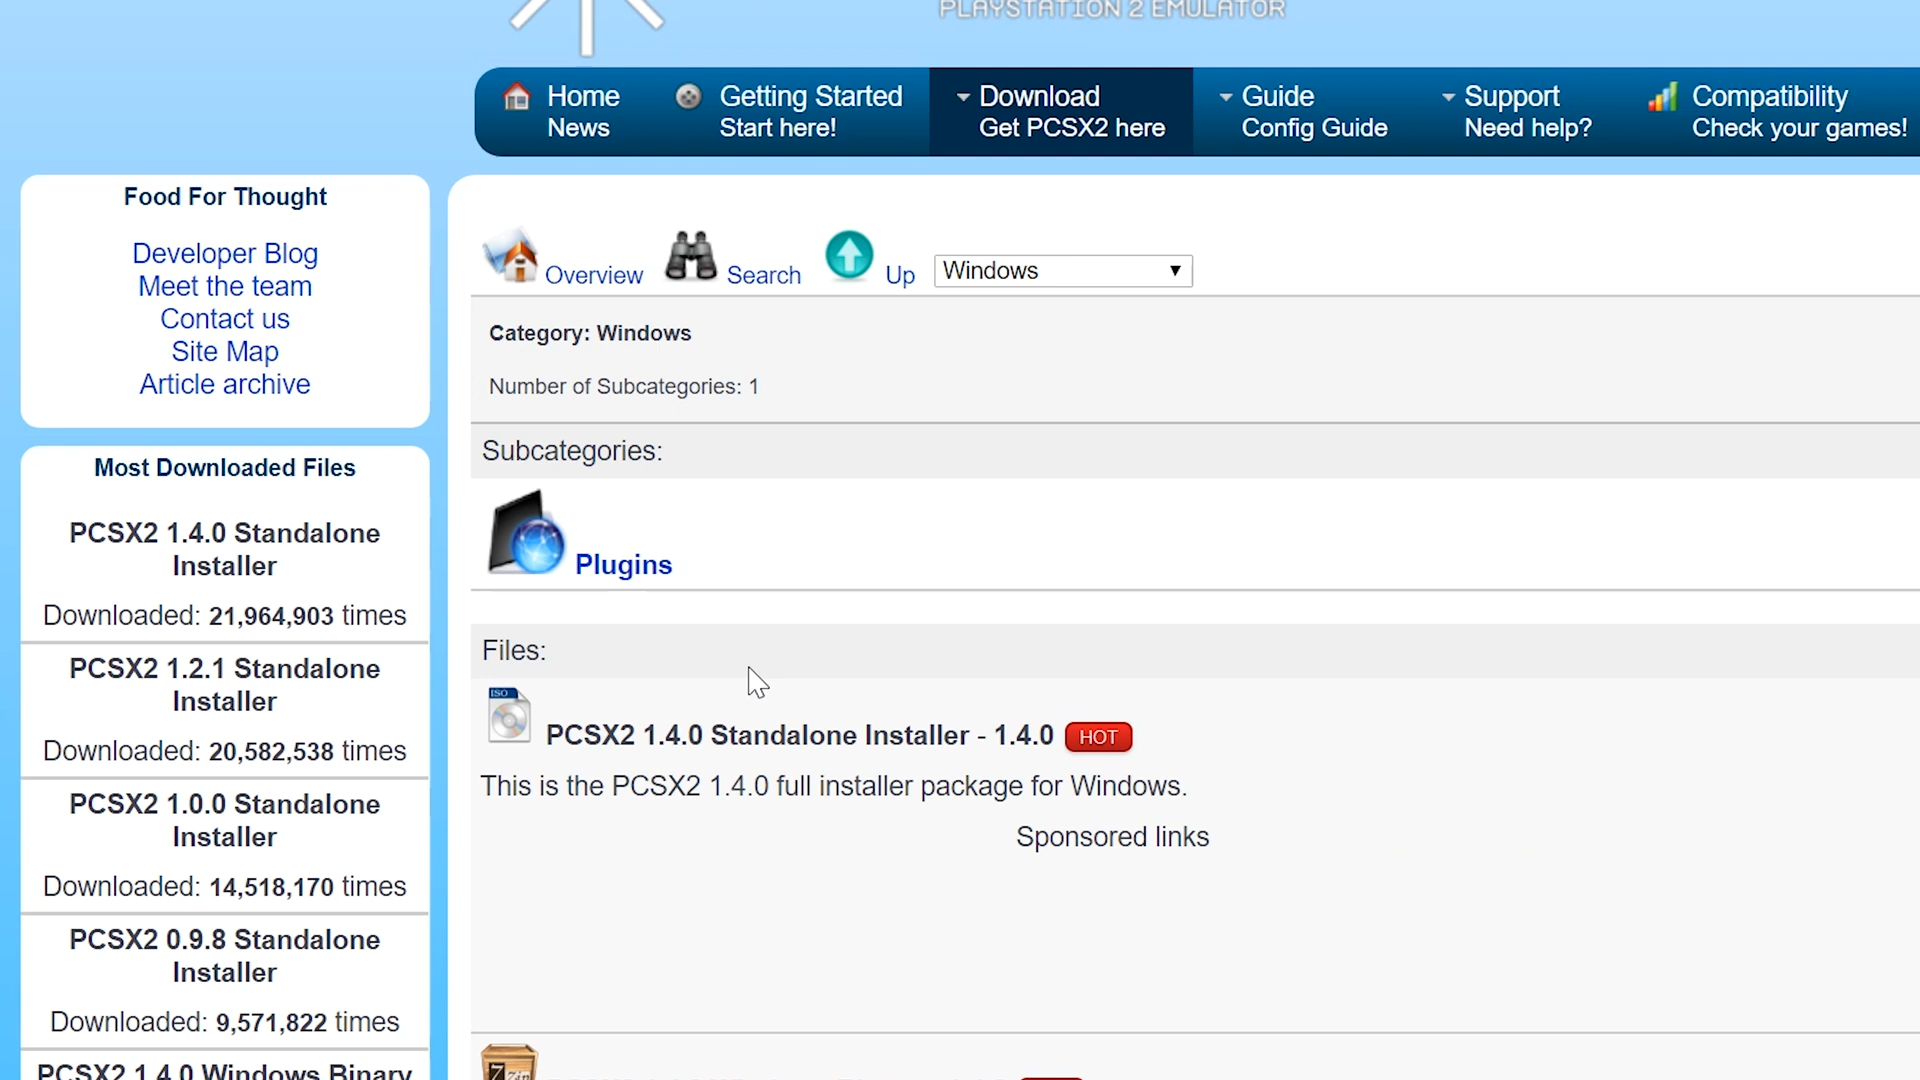 PLAYSTATION 2 EMULATOR
Home
News
Getting Started
Start here!
Download
Get PCSX2 here
Guide
Config Guide
Support
Need help?
Compatibility
Check your games!
Food For Thought
Developer Blog
Meet the team
Contact us
Site Map
Article archive
Most Downloaded Files
PCSX2 1.4.0 Standalone
Installer
Downloaded: 21,964,903 times
PCSX2 1.2.1 Standalone
Installer
Downloaded: 20,582,538 times
PCSX2 1.0.0 Standalone
Installer
Downloaded: 14,518,170 times
PCSX2 0.9.8 Standalone
Installer
Downloaded: 9,571,822 times
PCSX2 1.4.0 Windows Binary
Overview
Search
Up
Windows
Category: Windows
Number of Subcategories: 1
Subcategories:
Plugins
Files:
ISO
PCSX2 1.4.0 Standalone Installer - 1.4.0 HOT
This is the PCSX2 1.4.0 full installer package for Windows.
Sponsored links
7 Zip